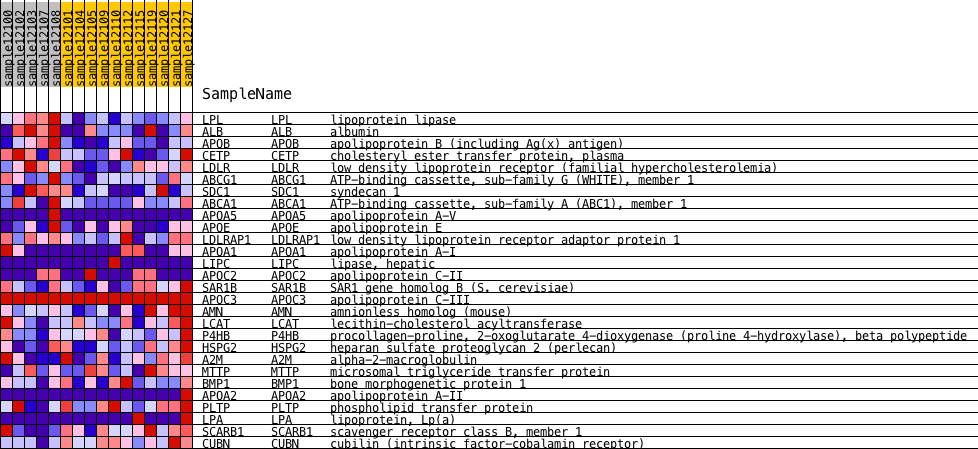 sample12100
sample12102
sample12103
sample12107
sample12108
sample12101
sample12104
sample12105
sample12109
sample12110
sample12112
sample12115
sample12119
sample12120
sample12121
sample12127
SampleName
LPL LPL lipoprotein lipase
ALB ALB albumin
APOB APOB apolipoprotein B (including Ag(x) antigen)
CETP CETP cholesteryl ester transfer protein, plasma
LDLR LDLR low density lipoprotein receptor (familial hypercholesterolemia)
ABCG1 ABCG1 ATP-binding cassette, sub-family G (WHITE), member 1
SDC1 SDC1 syndecan 1
ABCA1 ABCA1 ATP-binding cassette, sub-family A (ABC1), member 1
APOA5 APOA5 apolipoprotein A-V
APOE APOE apolipoprotein E
LDLRAP1 LDLRAP1 low density lipoprotein receptor adaptor protein 1
APOA1 APOA1 apolipoprotein A-I
LIPC LIPC lipase, hepatic
APOC2 APOC2 apolipoprotein C-II
SAR1B SAR1B SAR1 gene homolog B (S. cerevisiae)
APOC3 APOC3 apolipoprotein C-III
AMN AMN amnionless homolog (mouse)
LCAT LCAT lecithin-cholesterol acyltransferase
P4HB P4HB procollagen-proline, 2-oxoglutarate 4-dioxygenase (proline 4-hydroxylase), beta polypeptide
HSPG2 HSPG2 heparan sulfate proteoglycan 2 (perlecan)
A2M A2M alpha-2-macroglobulin
MTTP MTTP microsomal triglyceride transfer protein
BMP1 BMP1 bone morphogenetic protein 1
APOA2 APOA2 apolipoprotein A-II
PLTP PLTP phospholipid transfer protein
LPA LPA lipoprotein, Lp(a)
SCARB1 SCARB1 scavenger receptor class B, member 1
CUBN CUBN cubilin (intrinsic factor-cobalamin receptor)